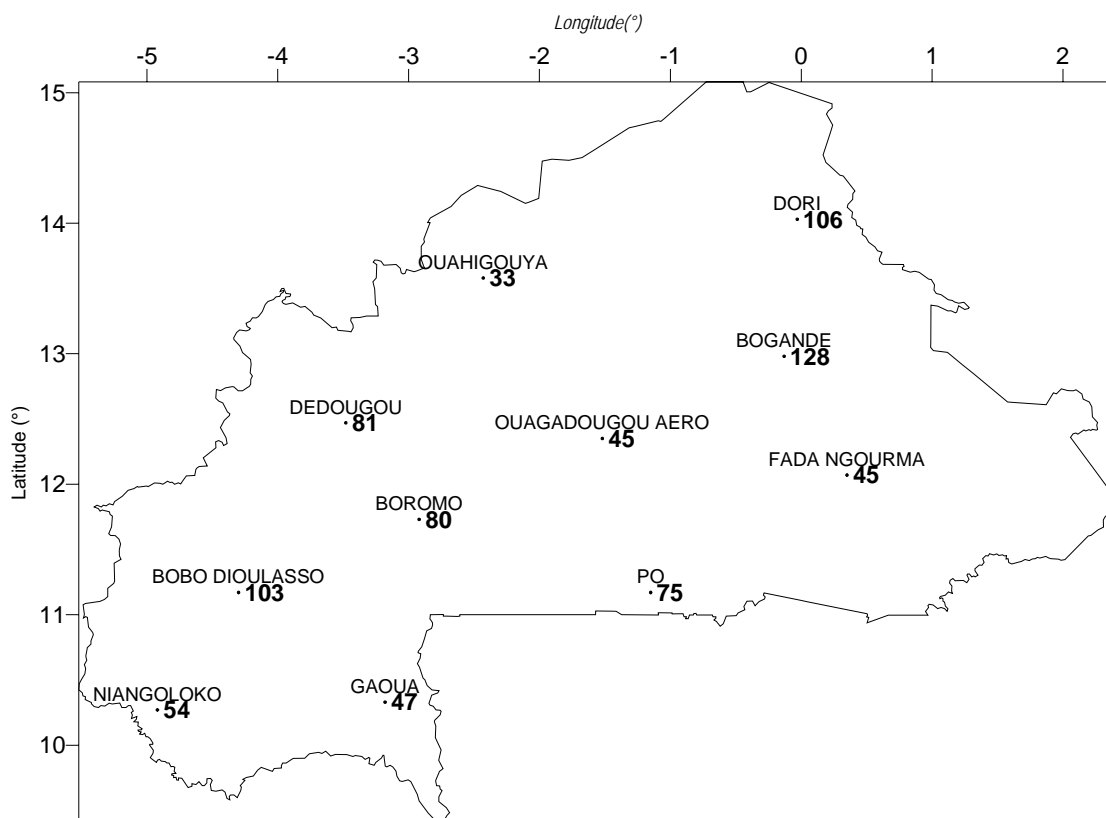 Longitude(°)
-5 -4 -3 -2 -1 0 1 2
15
DORI
14
106
OUAHIGOUYA
33
BOGANDE
13
128
DEDOUGOU
81
OUAGADOUGOU AERO
45
FADA NGOURMA
45
Latitude (°)
12
BOROMO
80
BOBO DIOULASSO
103
PO
75
11
GAOUA
47
NIANGOLOKO
54
10